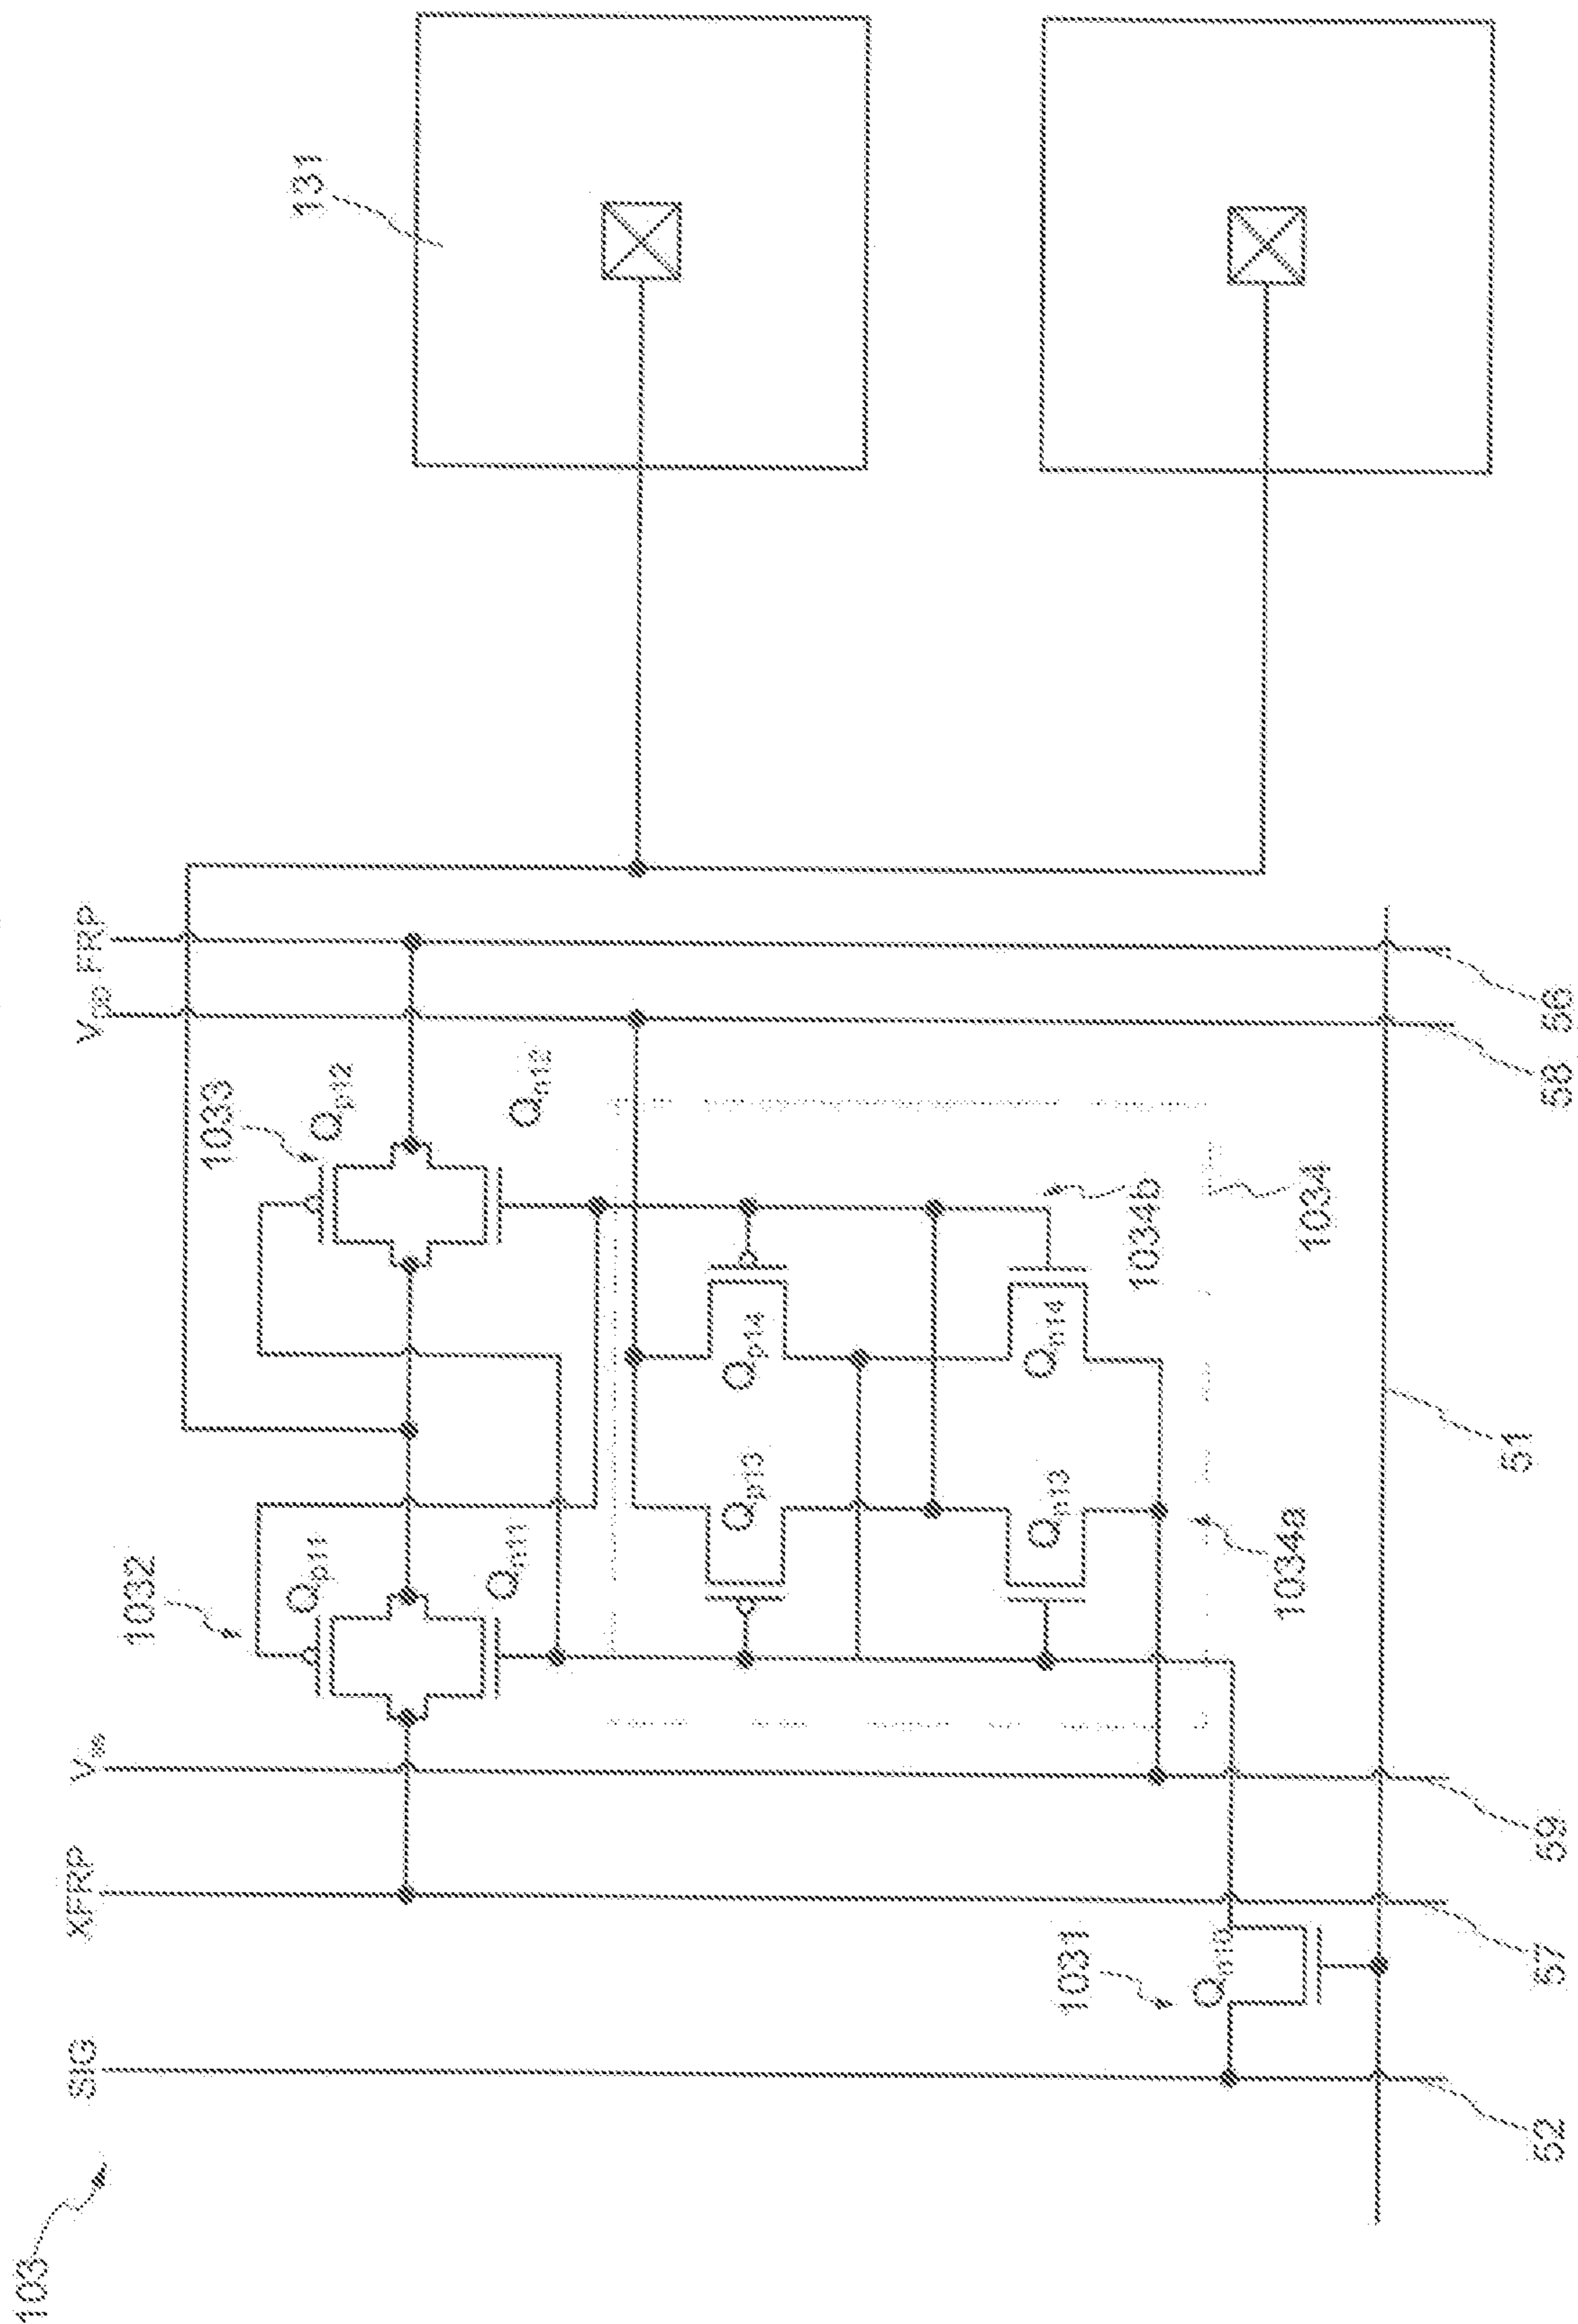 103
SIG
XFRP
Vss
VDD
FRP
1032
Qp11
Qn11
1033
Qp12
Qn12
131
Qp13
Qp14
Qn13
Qn14
1034a
1034b
1034
1031
Qn10
52
57
59
51
58
56